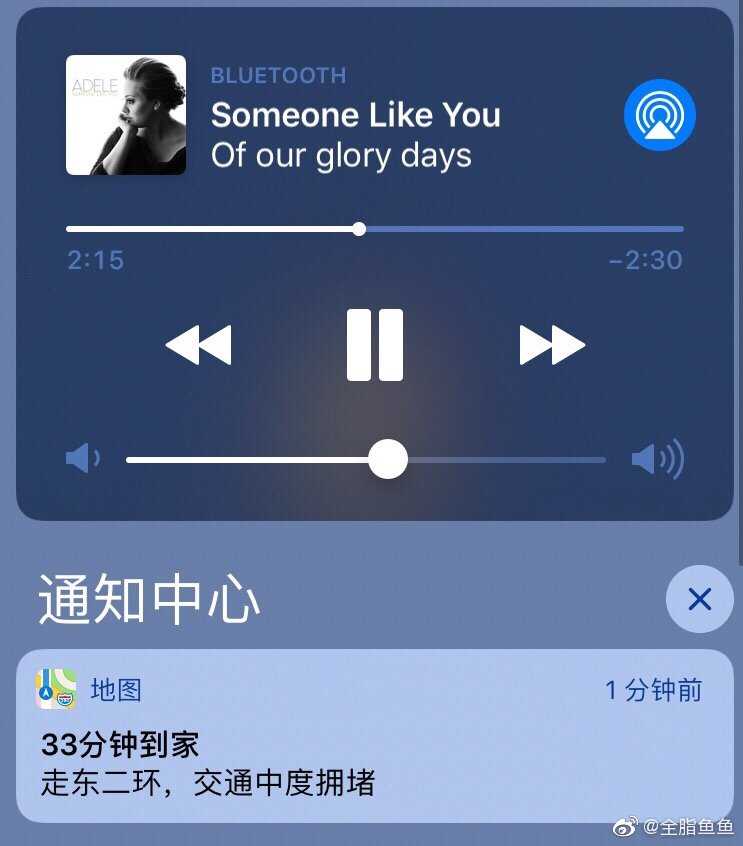 ADELE
BLUETOOTH
Someone Like You
Of our glory days
2:15
−2:30
通知中心
地图
1 分钟前
33分钟到家
走东二环，交通中度拥堵
@全脂鱼鱼